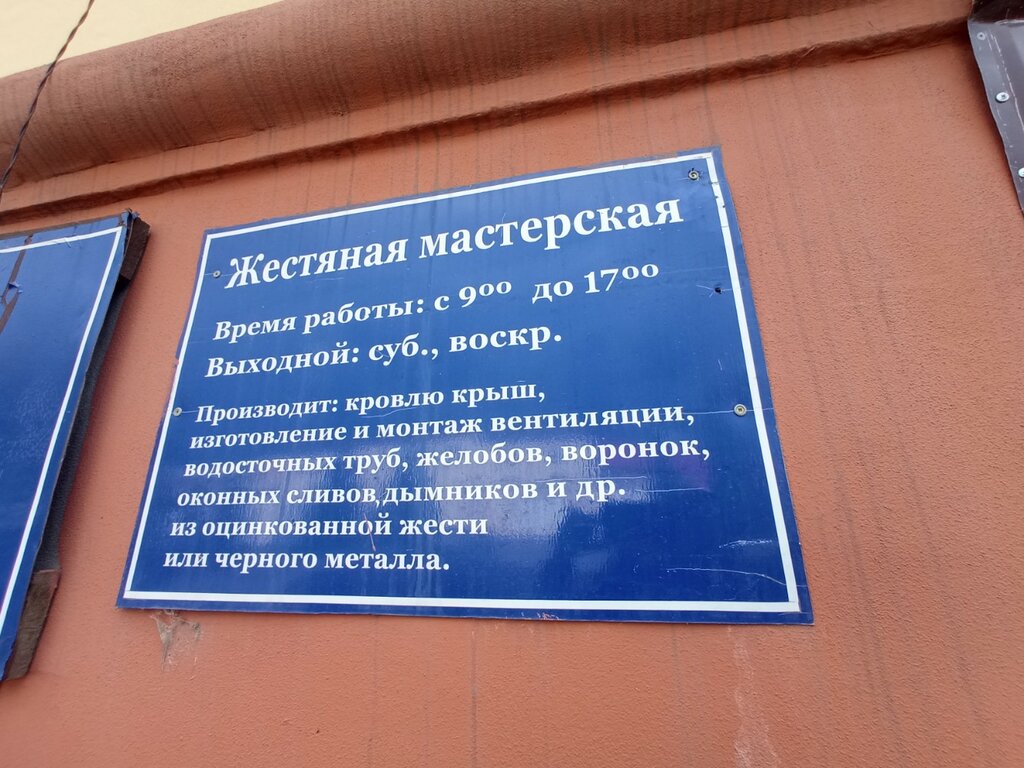 Жестяная мастерская
Время работы: с 9⁰⁰ до 17⁰⁰
Выходной: суб., воскр.
Производит: кровлю крыш,
изготовление и монтаж вентиляции,
водосточных труб, желобов, воронок,
оконных сливов, дымников и др.
из оцинкованной жести
или черного металла.